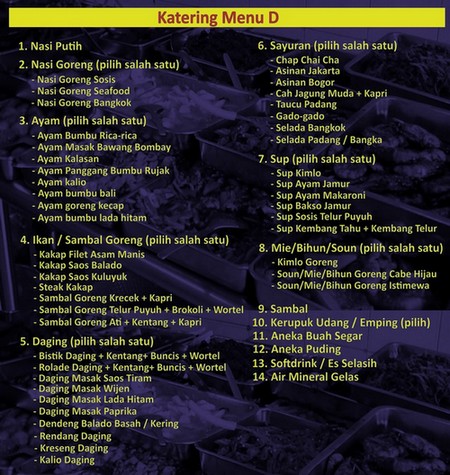 Katering Menu D
1. Nasi Putih
2. Nasi Goreng (pilih salah satu)
- Nasi Goreng Sosis
- Nasi Goreng Seafood
- Nasi Goreng Bangkok
3. Ayam (pilih salah satu)
- Ayam Bumbu Rica-rica
- Ayam Masak Bawang Bombay
- Ayam Kalasan
- Ayam Panggang Bumbu Rujak
- Ayam kalio
- Ayam bumbu bali
- Ayam goreng kecap
- Ayam bumbu lada hitam
4. Ikan / Sambal Goreng (pilih salah satu)
- Kakap Filet Asam Manis
- Kakap Saos Balado
- Kakap Saos Kuluyuk
- Steak Kakap
- Sambal Goreng Krecek + Kapri
- Sambal Goreng Telur Puyuh + Brokoli + Wortel
- Sambal Goreng Ati + Kentang + Kapri
5. Daging (pilih salah satu)
- Bistik Daging + Kentang+ Buncis + Wortel
- Rolade Daging + Kentang+ Buncis + Wortel
- Daging Masak Saos Tiram
- Daging Masak Wijen
- Daging Masak Lada Hitam
- Daging Masak Paprika
- Dendeng Balado Basah / Kering
- Rendang Daging
- Kreseng Daging
- Kalio Daging
6. Sayuran (pilih salah satu)
- Chap Chai Cha
- Asinan Jakarta
- Asinan Bogor
- Cah Jagung Muda + Kapri
- Taucu Padang
- Gado-gado
- Selada Bangkok
- Selada Padang / Bangka
7. Sup (pilih salah satu)
- Sup Kimlo
- Sup Ayam Jamur
- Sup Ayam Makaroni
- Sup Bakso Jamur
- Sup Sosis Telur Puyuh
- Sup Kembang Tahu + Kembang Telur
8. Mie/Bihun/Soun (pilih salah satu)
- Kimlo Goreng
- Soun/Mie/Bihun Goreng Cabe Hijau
- Soun/Mie/Bihun Goreng Istimewa
9. Sambal
10. Kerupuk Udang / Emping (pilih)
11. Aneka Buah Segar
12. Aneka Puding
13. Softdrink / Es Selasih
14. Air Mineral Gelas